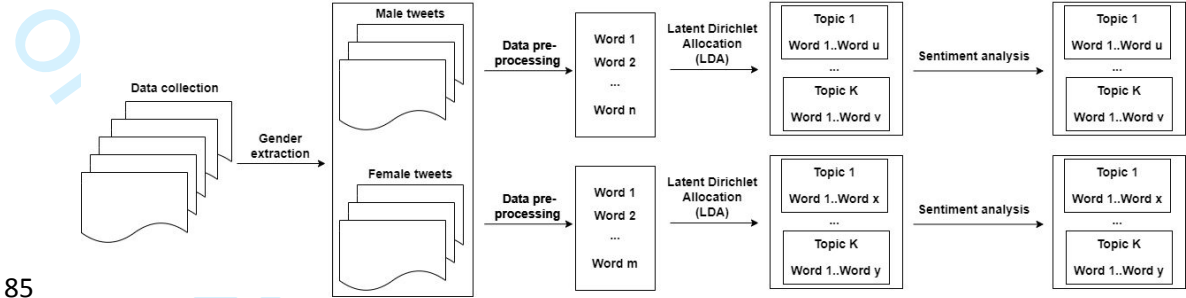 Data collection
Gender
extraction
Male tweets
Data pre-
processing
Word 1
Word 2
...
Word n
Latent Dirichlet
Allocation
(LDA)
Topic 1
Word 1..Word u
...
Topic K
Word 1..Word v
Sentiment analysis
Topic 1
Word 1..Word u
...
Topic K
Word 1..Word v
Female tweets
Data pre-
processing
Word 1
Word 2
...
Word m
Latent Dirichlet
Allocation
(LDA)
Topic 1
Word 1..Word x
...
Topic K
Word 1..Word y
Sentiment analysis
Topic 1
Word 1..Word x
...
Topic K
Word 1..Word y
85